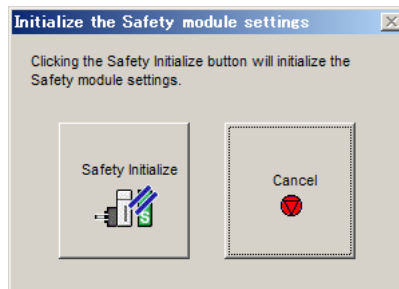 Initialize the Safety module settings
Clicking the Safety Initialize button will initialize the
Safety module settings.
Safety Initialize
Cancel
S